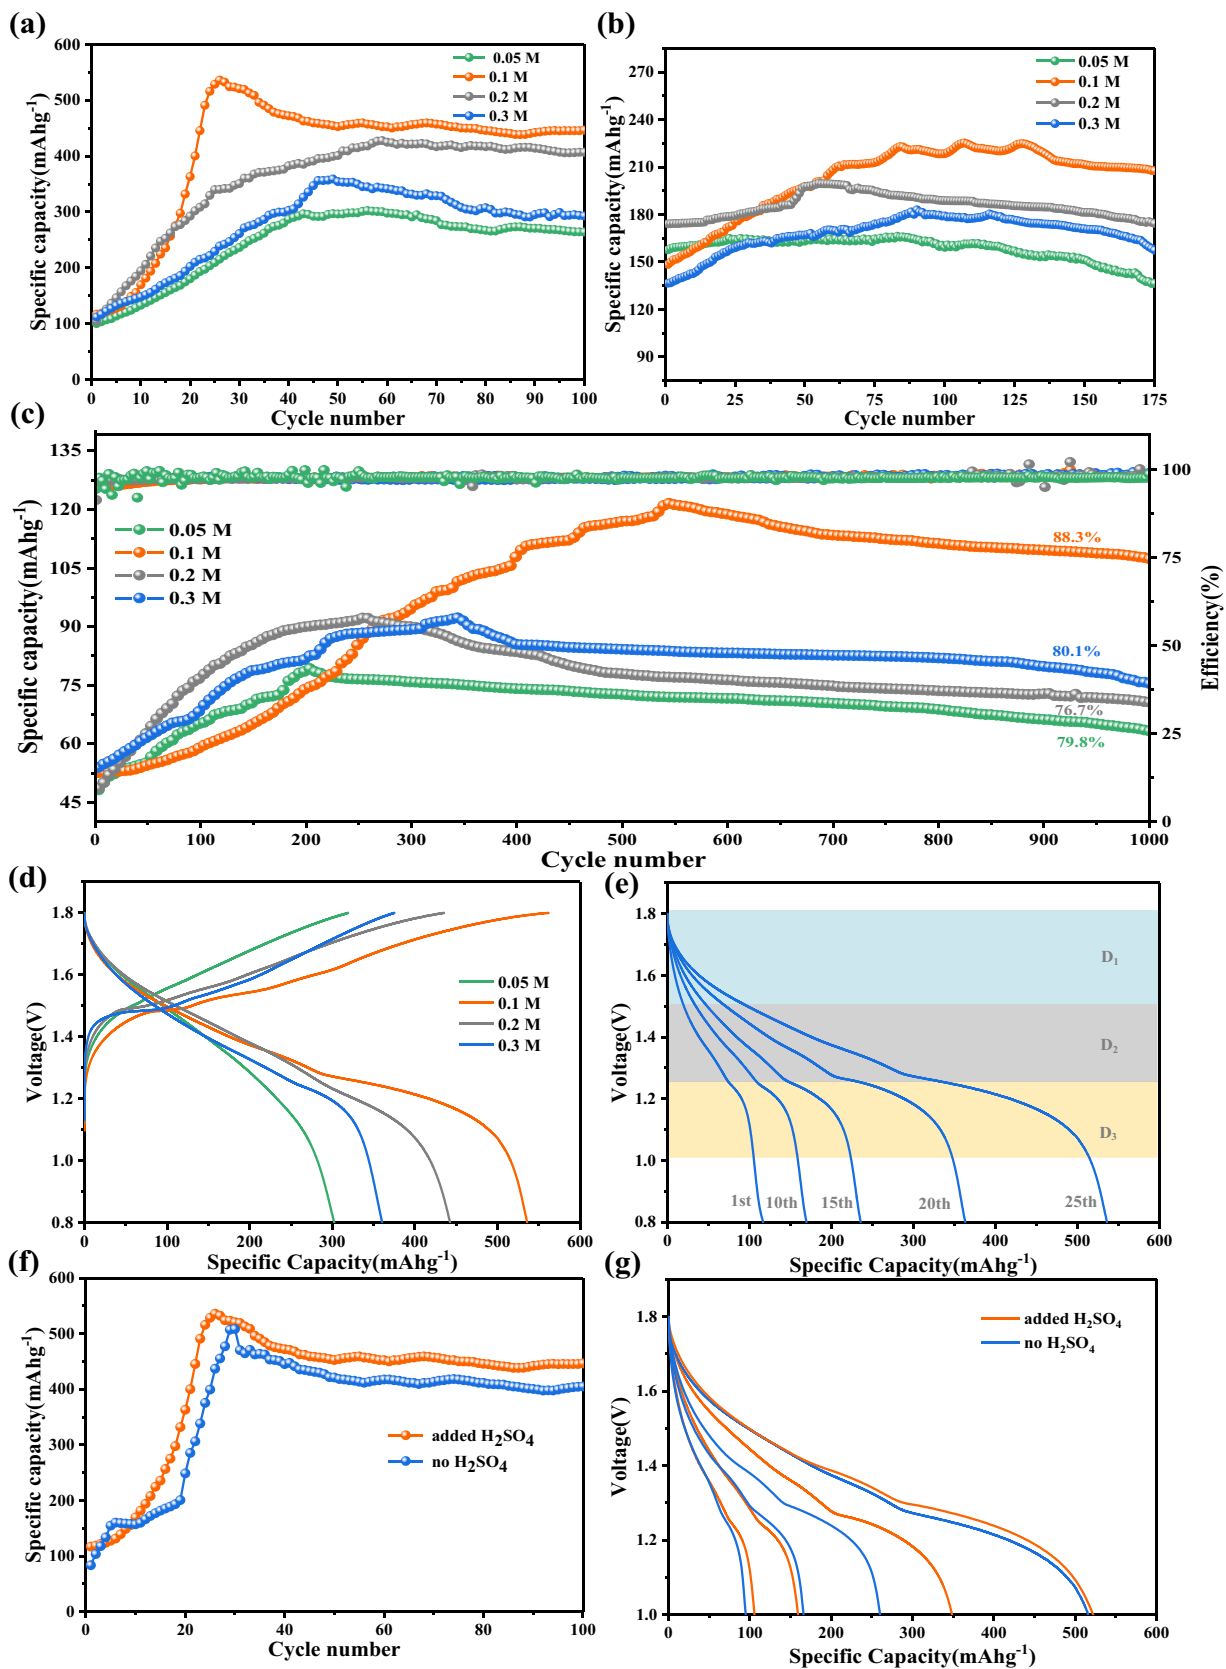 (a)
600
500
400
300
200
100
0
Specific capacity(mAhg⁻¹)
0.05 M
0.1 M
0.2 M
0.3 M
0 10 20 30 40 50 60 70 80 90 100
Cycle number
(b)
270
240
210
180
150
120
90
Specific capacity(mAhg⁻¹)
0.05 M
0.1 M
0.2 M
0.3 M
0 25 50 75 100 125 150 175
Cycle number
(c)
135
120
105
90
75
60
45
Specific capacity(mAhg⁻¹)
0.05 M
0.1 M
0.2 M
0.3 M
88.3%
80.1%
76.7%
79.8%
100
75
50
25
0
Efficiency(%)
0 100 200 300 400 500 600 700 800 900 1000
Cycle number
(d)
1.8
1.6
1.4
1.2
1.0
0.8
Voltage(V)
0.05 M
0.1 M
0.2 M
0.3 M
0 100 200 300 400 500 600
Specific Capacity(mAhg⁻¹)
(e)
1.8
1.6
1.4
1.2
1.0
0.8
Voltage(V)
D₁
D₂
D₃
1st 10th 15th 20th 25th
0 100 200 300 400 500 600
Specific Capacity(mAhg⁻¹)
(f)
600
500
400
300
200
100
0
Specific capacity(mAhg⁻¹)
added H₂SO₄
no H₂SO₄
0 20 40 60 80 100
Cycle number
(g)
1.8
1.6
1.4
1.2
1.0
Voltage(V)
added H₂SO₄
no H₂SO₄
0 100 200 300 400 500 600
Specific Capacity(mAhg⁻¹)